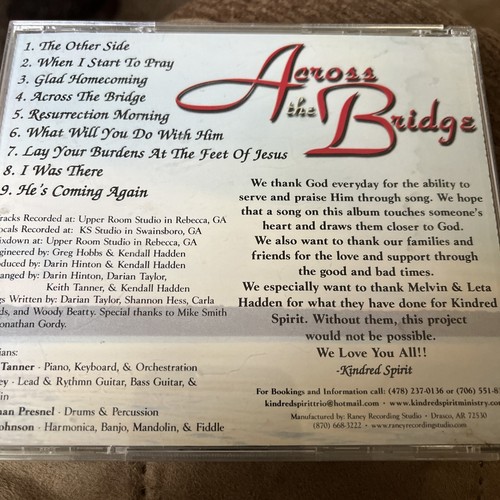 1. The Other Side
2. When I Start To Pray
3. Glad Homecoming
4. Across The Bridge
5. Resurrection Morning
6. What Will You Do With Him
7. Lay Your Burdens At The Feet Of Jesus
8. I Was There
9. He's Coming Again
Across
the
Bridge
racks Recorded at: Upper Room Studio in Rebecca, GA
ocals Recorded at: KS Studio in Swainsboro, GA
ixdown at: Upper Room Studio in Rebecca, GA
ngineered by: Greg Hobbs & Kendall Hadden
oduced by: Darin Hinton & Kendall Hadden
anged by: Darin Hinton, Darian Taylor,
Keith Tanner, & Kendall Hadden
gs Written by: Darian Taylor, Shannon Hess, Carla
ds, and Woody Beatty. Special thanks to Mike Smith
onathan Gordy.
ians:
Tanner - Piano, Keyboard, & Orchestration
ey - Lead & Rythmn Guitar, Bass Guitar, &
in
nan Presnel - Drums & Percussion
ohnson - Harmonica, Banjo, Mandolin, & Fiddle
We thank God everyday for the ability to
serve and praise Him through song. We hope
that a song on this album touches someone's
heart and draws them closer to God.
We also want to thank our families and
friends for the love and support through
the good and bad times.
We especially want to thank Melvin & Leta
Hadden for what they have done for Kindred
Spirit. Without them, this project
would not be possible.
We Love You All!!
-Kindred Spirit
For Bookings and Information call: (478) 237-0136 or (706) 551-8
kindredspirittrio@hotmail.com · www.kindredspiritministry.com
Manufactured by: Raney Recording Studio · Drasco, AR 72530
(870) 668-3222 · www.raneyrecordingstudio.com